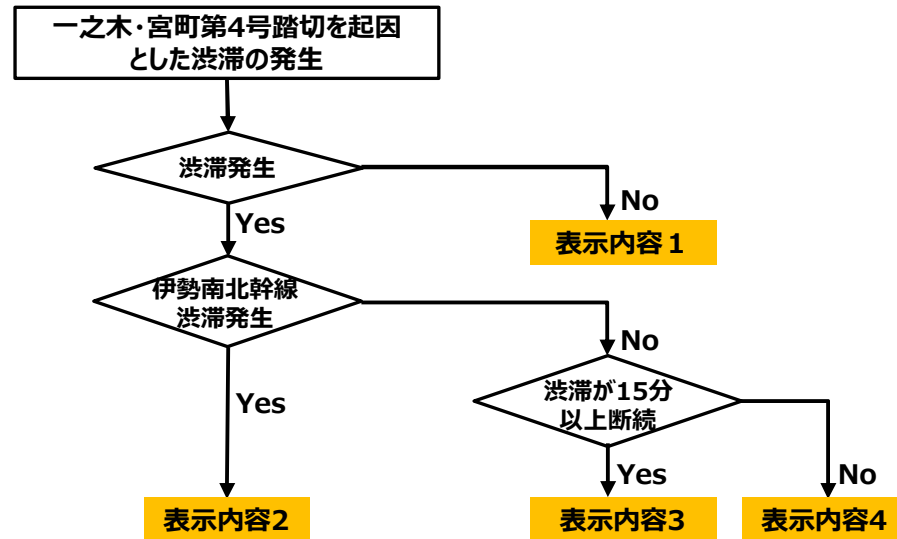 一之木・宮町第4号踏切を起因
とした渋滞の発生
渋滞発生
No
Yes
表示内容１
伊勢南北幹線
渋滞発生
No
Yes
渋滞が15分
以上断続
Yes
No
表示内容2
表示内容3
表示内容4